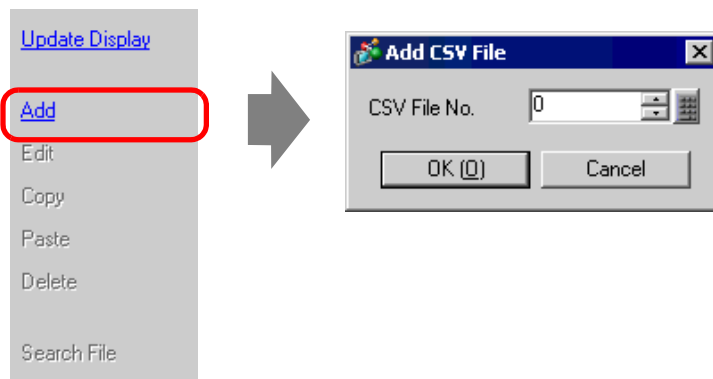 Update Display
Add
Edit
Copy
Paste
Delete
Search File
Add CSV File
CSV File No.
0
OK (O)
Cancel